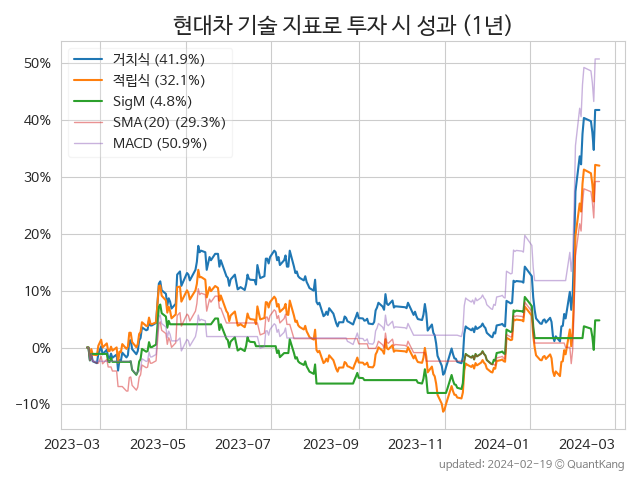 현대차 기술 지표로 투자 시 성과 (1년)
거치식 (41.9%)
적립식 (32.1%)
SigM (4.8%)
SMA(20) (29.3%)
MACD (50.9%)
50%
40%
30%
20%
10%
0%
−10%
2023-03 2023-05 2023-07 2023-09 2023-11 2024-01 2024-03
updated: 2024-02-19 © QuantKang